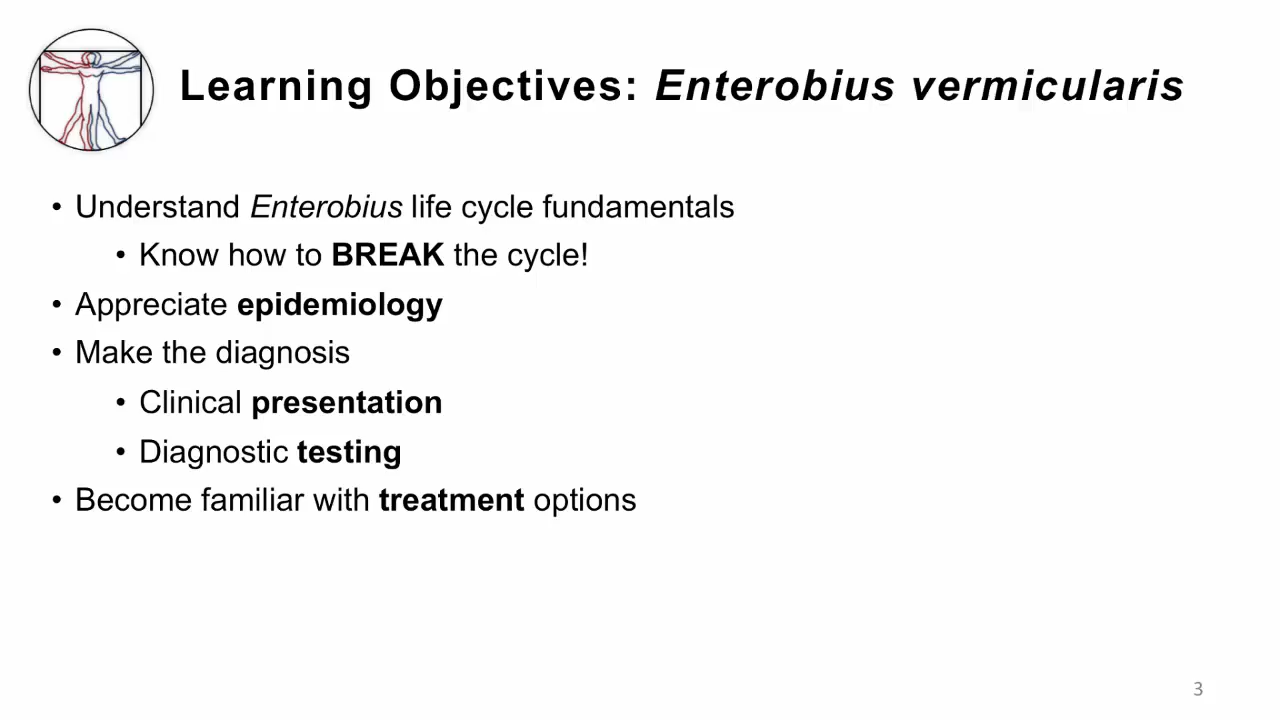 Learning Objectives: Enterobius vermicularis
• Understand Enterobius life cycle fundamentals
• Know how to BREAK the cycle!
• Appreciate epidemiology
• Make the diagnosis
• Clinical presentation
• Diagnostic testing
• Become familiar with treatment options
3